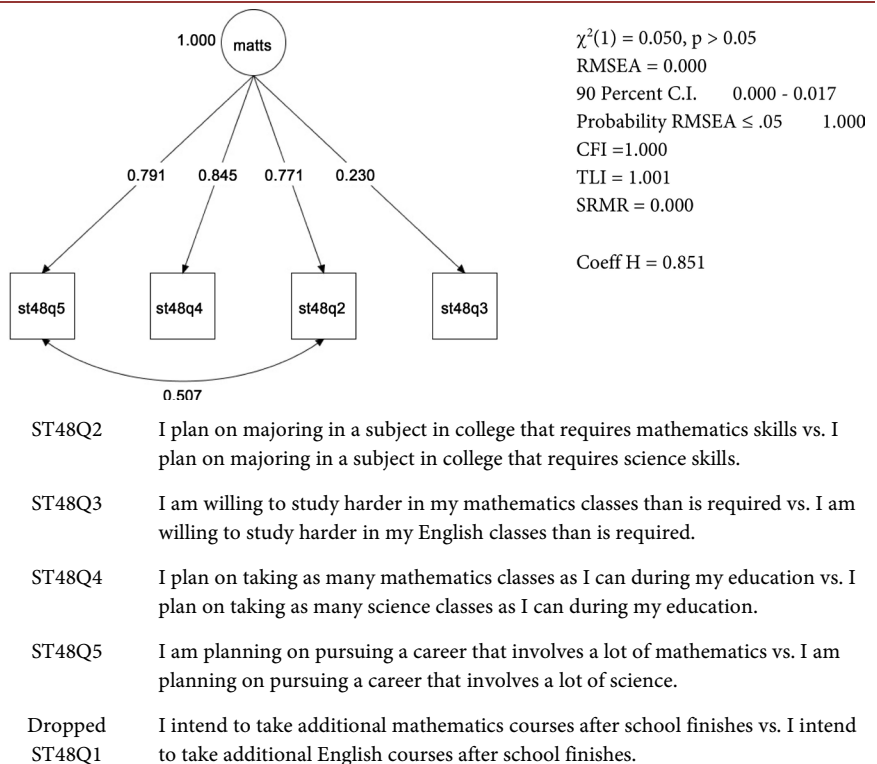 1.000 matts
χ²(1) = 0.050, p > 0.05
RMSEA = 0.000
90 Percent C.I. 0.000 - 0.017
Probability RMSEA ≤ .05 1.000
CFI =1.000
TLI = 1.001
SRMR = 0.000
Coeff H = 0.851
0.791 0.845 0.771 0.230
st48q5 st48q4 st48q2 st48q3
0.507
ST48Q2 I plan on majoring in a subject in college that requires mathematics skills vs. I
plan on majoring in a subject in college that requires science skills.
ST48Q3 I am willing to study harder in my mathematics classes than is required vs. I am
willing to study harder in my English classes than is required.
ST48Q4 I plan on taking as many mathematics classes as I can during my education vs. I
plan on taking as many science classes as I can during my education.
ST48Q5 I am planning on pursuing a career that involves a lot of mathematics vs. I am
planning on pursuing a career that involves a lot of science.
Dropped I intend to take additional mathematics courses after school finishes vs. I intend
ST48Q1 to take additional English courses after school finishes.